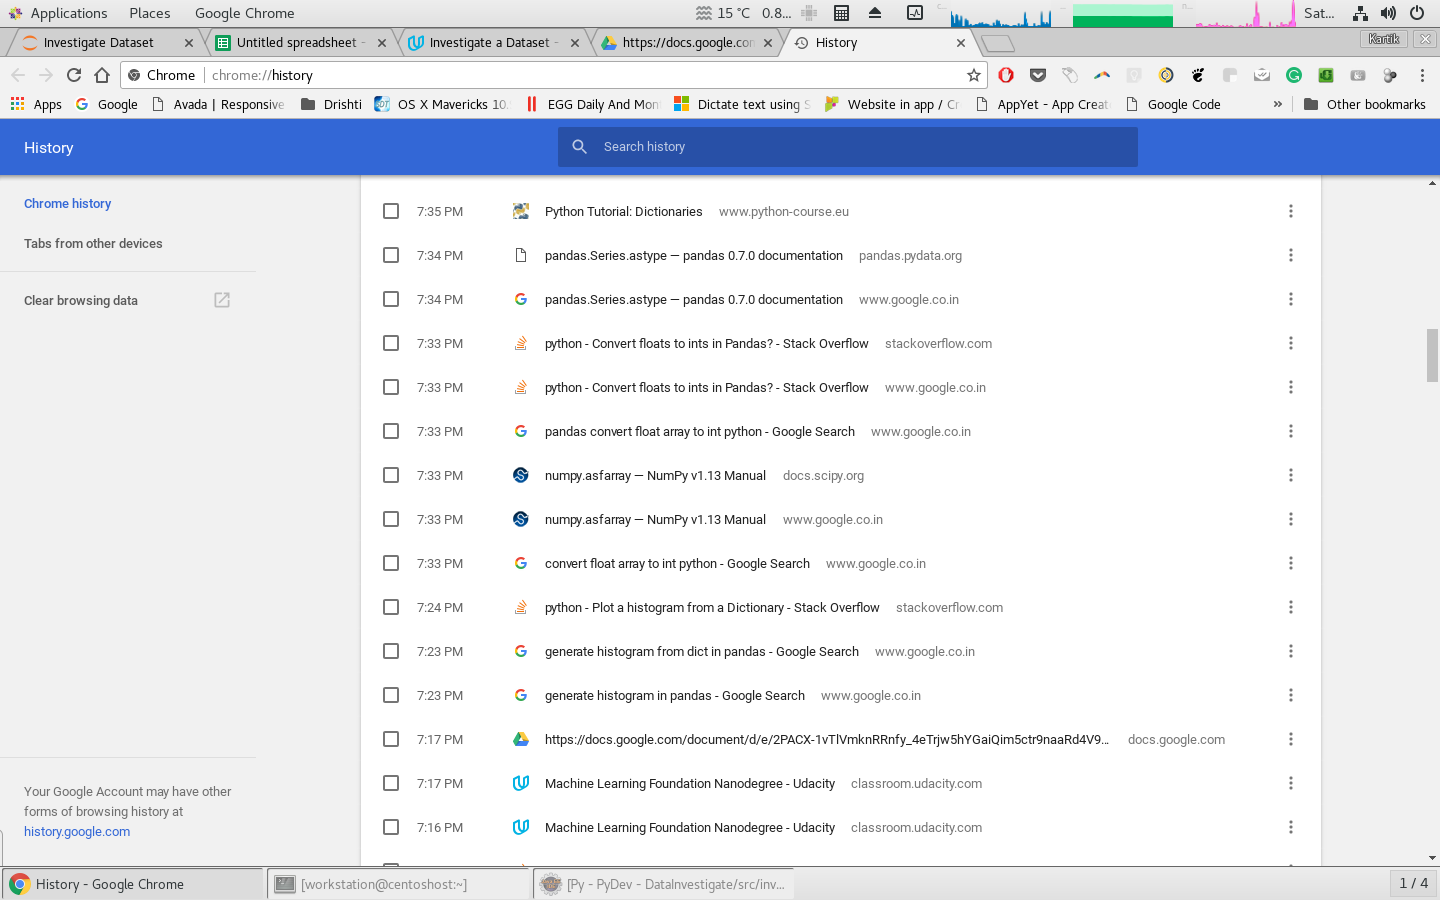 Applications Places Google Chrome 15 °C 0.8... Sat...
Investigate Dataset Untitled spreadsheet - Investigate a Dataset - https://docs.google.com History Kartik
Chrome chrome://history
Apps Google Avada | Responsive Drishti OS X Mavericks 10. EGG Daily And Mon Dictate text using S Website in app / Cr AppYet - App Creat Google Code » Other bookmarks
History Search history
Chrome history
Tabs from other devices
Clear browsing data
7:35 PM Python Tutorial: Dictionaries www.python-course.eu
7:34 PM pandas.Series.astype — pandas 0.7.0 documentation pandas.pydata.org
7:34 PM pandas.Series.astype — pandas 0.7.0 documentation www.google.co.in
7:33 PM python - Convert floats to ints in Pandas? - Stack Overflow stackoverflow.com
7:33 PM python - Convert floats to ints in Pandas? - Stack Overflow www.google.co.in
7:33 PM pandas convert float array to int python - Google Search www.google.co.in
7:33 PM numpy.asfarray — NumPy v1.13 Manual docs.scipy.org
7:33 PM numpy.asfarray — NumPy v1.13 Manual www.google.co.in
7:33 PM convert float array to int python - Google Search www.google.co.in
7:24 PM python - Plot a histogram from a Dictionary - Stack Overflow stackoverflow.com
7:23 PM generate histogram from dict in pandas - Google Search www.google.co.in
7:23 PM generate histogram in pandas - Google Search www.google.co.in
7:17 PM https://docs.google.com/document/d/e/2PACX-1vTlVmknRRnfy_4eTrjw5hYGaiQim5ctr9naaRd4V9... docs.google.com
7:17 PM Machine Learning Foundation Nanodegree - Udacity classroom.udacity.com
7:16 PM Machine Learning Foundation Nanodegree - Udacity classroom.udacity.com
Your Google Account may have other
forms of browsing history at
history.google.com
History - Google Chrome [workstation@centoshost:~] [Py - PyDev - DataInvestigate/src/inv... 1 / 4